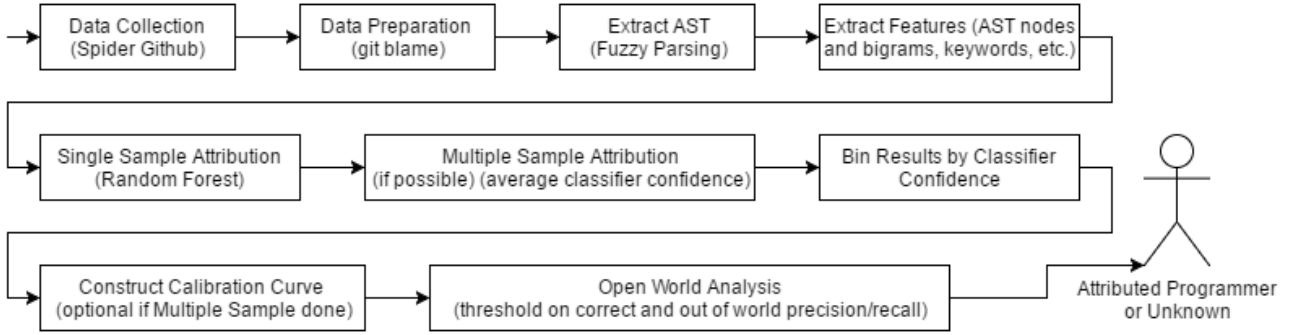 Data Collection
(Spider Github)
Data Preparation
(git blame)
Extract AST
(Fuzzy Parsing)
Extract Features (AST nodes
and bigrams, keywords, etc.)
Single Sample Attribution
(Random Forest)
Multiple Sample Attribution
(if possible) (average classifier confidence)
Bin Results by Classifier
Confidence
Construct Calibration Curve
(optional if Multiple Sample done)
Open World Analysis
(threshold on correct and out of world precision/recall)
Attributed Programmer
or Unknown